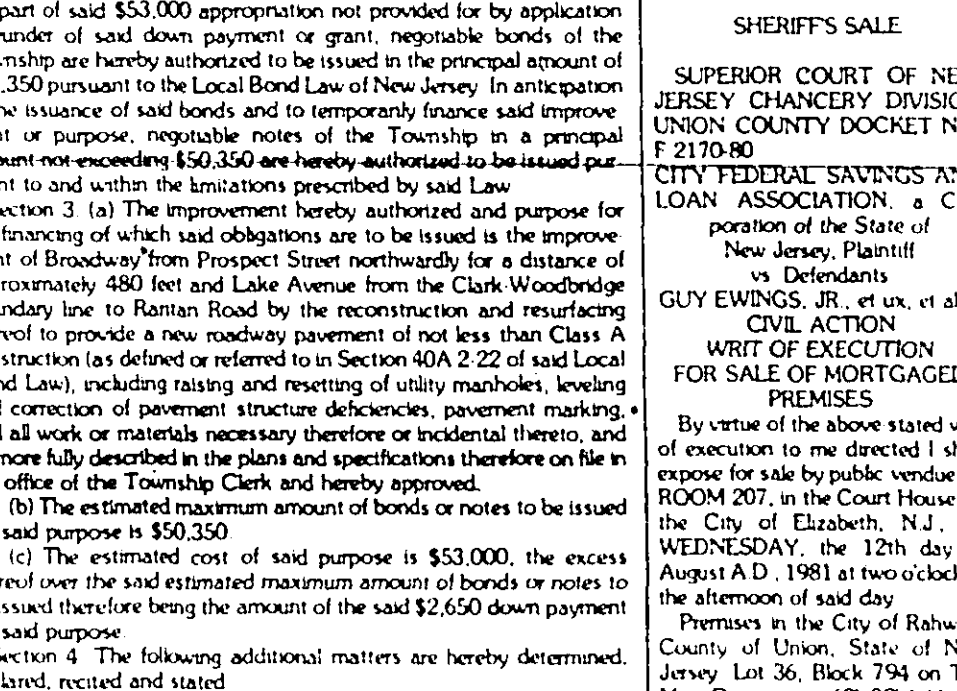 part of said $53,000 appropriation not provided for by application
under of said down payment or grant, negotiable bonds of the
nship are hereby authorized to be issued in the principal amount of
,350 pursuant to the Local Bond Law of New Jersey In anticipation
he issuance of said bonds and to temporarily finance said improve
nt or purpose, negotiable notes of the Township in a principal
ount not exceeding $50,350 are hereby authorized to be issued pur
nt to and within the limitations prescribed by said Law
ection 3. (a) The improvement hereby authorized and purpose for
financing of which said obligations are to be issued is the improve-
nt of Broadway from Prospect Street northwardly for a distance of
roximately 480 feet and Lake Avenue from the Clark-Woodbridge
ndary line to Raritan Road by the reconstruction and resurfacing
reof to provide a new roadway pavement of not less than Class A
struction (as defined or referred to in Section 40A 2-22 of said Local
nd Law), including raising and resetting of utility manholes, leveling
d correction of pavement structure deficiencies, pavement marking,
d all work or materials necessary therefore or incidental thereto, and
more fully described in the plans and specifications therefore on file in
office of the Township Clerk and hereby approved.
(b) The estimated maximum amount of bonds or notes to be issued
said purpose is $50,350
(c) The estimated cost of said purpose is $53,000, the excess
reof over the said estimated maximum amount of bonds or notes to
issued therefore being the amount of the said $2,650 down payment
said purpose.
ection 4 The following additional matters are hereby determined,
lared, recited and stated
SHERIFF'S SALE
SUPERIOR COURT OF NE
JERSEY CHANCERY DIVISIO
UNION COUNTY DOCKET N
F 2170-80
CITY FEDERAL SAVINGS AN
LOAN ASSOCIATION, a C
poration of the State of
New Jersey, Plaintiff
vs Defendants
GUY EWINGS, JR., et ux, et al
CIVIL ACTION
WRIT OF EXECUTION
FOR SALE OF MORTGAGED
PREMISES
By virtue of the above stated w
of execution to me directed I sh
expose for sale by public vendue
ROOM 207, in the Court House
the City of Elizabeth, N.J.,
WEDNESDAY, the 12th day
August A.D., 1981 at two o'clock
the afternoon of said day
Premises in the City of Rahw
County of Union, State of N
Jersey Lot 36, Block 794 on T